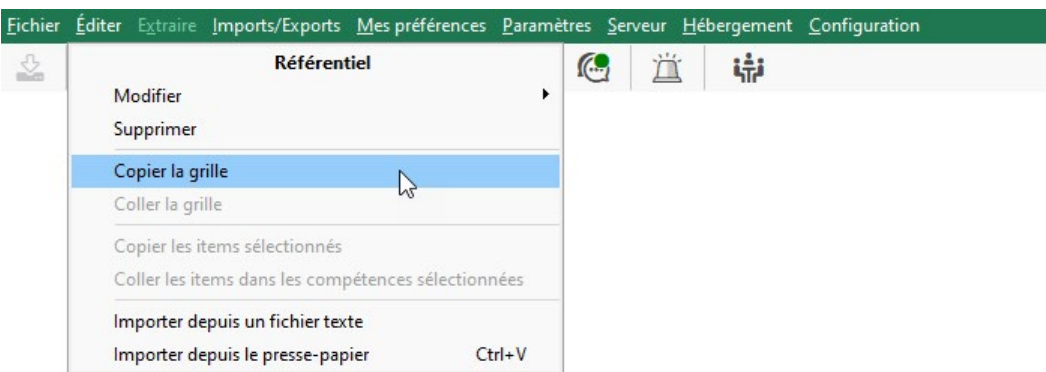 Fichier Éditer Extraire Imports/Exports Mes préférences Paramètres Serveur Hébergement Configuration
Référentiel
Modifier
Supprimer
Copier la grille
Coller la grille
Copier les items sélectionnés
Coller les items dans les compétences sélectionnées
Importer depuis un fichier texte
Importer depuis le presse-papier Ctrl+V